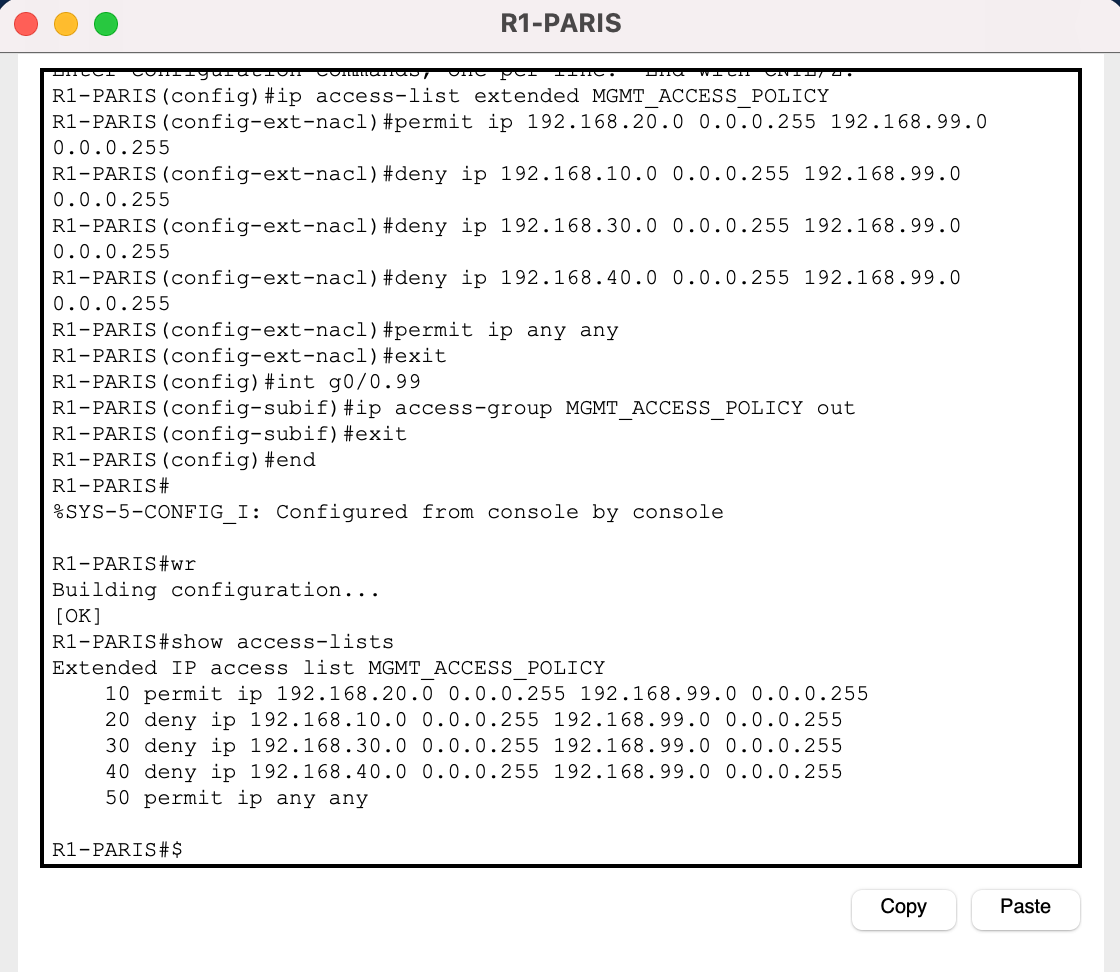 R1-PARIS
Enter configuration commands, one per line.  End with CNTL/Z.
R1-PARIS(config)#ip access-list extended MGMT_ACCESS_POLICY
R1-PARIS(config-ext-nacl)#permit ip 192.168.20.0 0.0.0.255 192.168.99.0
0.0.0.255
R1-PARIS(config-ext-nacl)#deny ip 192.168.10.0 0.0.0.255 192.168.99.0
0.0.0.255
R1-PARIS(config-ext-nacl)#deny ip 192.168.30.0 0.0.0.255 192.168.99.0
0.0.0.255
R1-PARIS(config-ext-nacl)#deny ip 192.168.40.0 0.0.0.255 192.168.99.0
0.0.0.255
R1-PARIS(config-ext-nacl)#permit ip any any
R1-PARIS(config-ext-nacl)#exit
R1-PARIS(config)#int g0/0.99
R1-PARIS(config-subif)#ip access-group MGMT_ACCESS_POLICY out
R1-PARIS(config-subif)#exit
R1-PARIS(config)#end
R1-PARIS#
%SYS-5-CONFIG_I: Configured from console by console
R1-PARIS#wr
Building configuration...
[OK]
R1-PARIS#show access-lists
Extended IP access list MGMT_ACCESS_POLICY
    10 permit ip 192.168.20.0 0.0.0.255 192.168.99.0 0.0.0.255
    20 deny ip 192.168.10.0 0.0.0.255 192.168.99.0 0.0.0.255
    30 deny ip 192.168.30.0 0.0.0.255 192.168.99.0 0.0.0.255
    40 deny ip 192.168.40.0 0.0.0.255 192.168.99.0 0.0.0.255
    50 permit ip any any
R1-PARIS#$
Copy
Paste